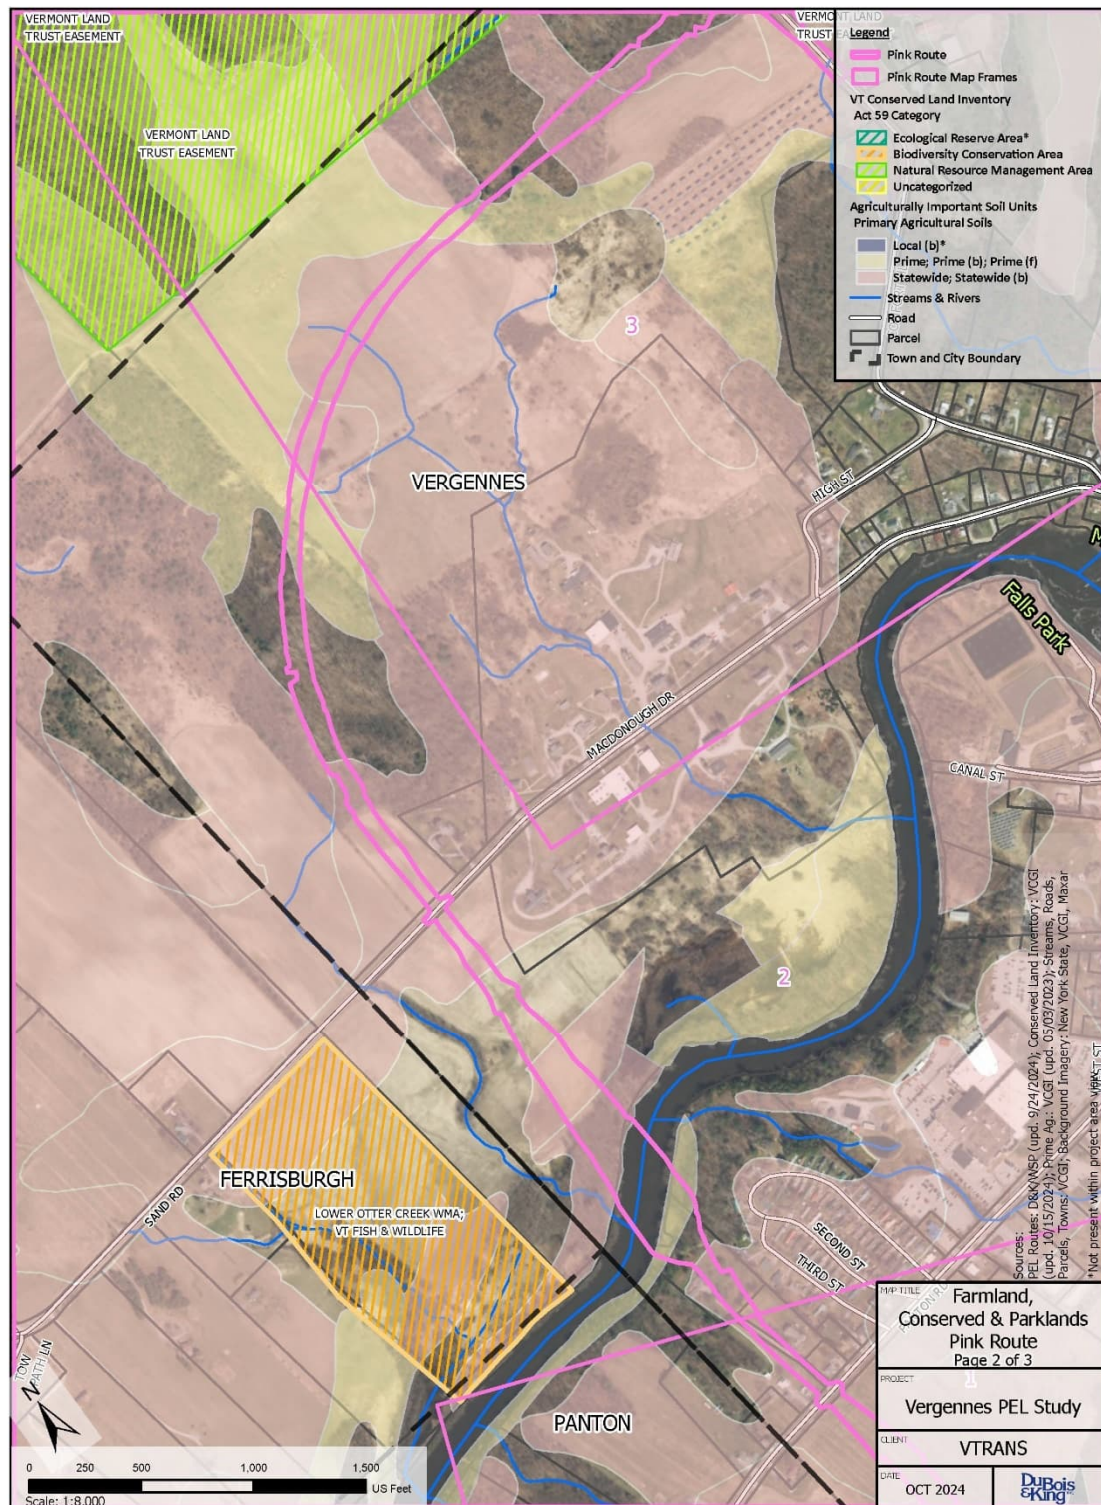 VERMONT LAND
TRUST EASEMENT
VERMONT LAND
TRUST EASEMENT
VERMONT LAND
TRUST EASEMENT
Legend
Pink Route
Pink Route Map Frames
VT Conserved Land Inventory
Act 59 Category
Ecological Reserve Area*
Biodiversity Conservation Area
Natural Resource Management Area
Uncategorized
Agriculturally Important Soil Units
Primary Agricultural Soils
Local (b)*
Prime; Prime (b); Prime (f)
Statewide; Statewide (b)
Streams & Rivers
Road
Parcel
Town and City Boundary
3
VERGENNES
HIGH ST
Falls Park
MACDONOUGH DR
CANAL ST
2
FERRISBURGH
LOWER OTTER CREEK WMA;
VT FISH & WILDLIFE
SAND RD
SECOND ST
THIRD ST
PANTON RD
TOW
PATH LN
N
PANTON
1
Sources:
PEL Routes: D&K/WSP (upd. 9/24/2024); Conserved Land Inventory: VCGI
(upd. 10/15/2024); Prime Ag.: VCGI (upd. 05/03/2023); Streams, Roads,
Parcels, Towns: VCGI; Background Imagery: New York State, VCGI, Maxar
*Not present within project area view.
MAP TITLE
Farmland,
Conserved & Parklands
Pink Route
Page 2 of 3
PROJECT
Vergennes PEL Study
CLIENT
VTRANS
DATE
OCT 2024
DuBois
&King
0 250 500 1,000 1,500
US Feet
Scale: 1:8,000